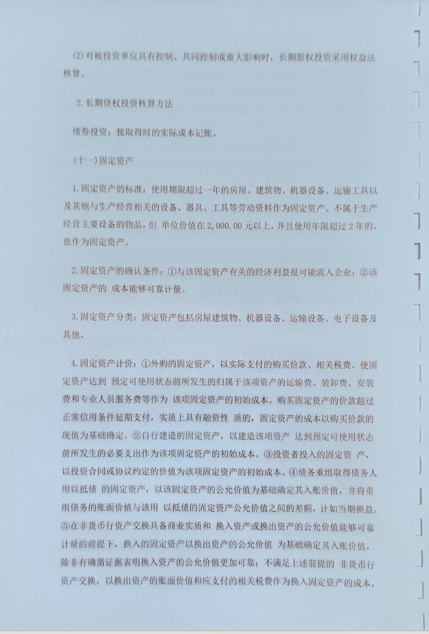 (2)对被投资单位具有控制、共同控制或重大影响时，长期股权投资采用权益法
核算。
2.长期债权投资核算方法
债券投资：按取得时的实际成本记账。
(十一)固定资产
1.固定资产的标准：使用期限超过一年的房屋、建筑物、机器设备、运输工具以
及其他与生产经营相关的设备、器具、工具等劳动资料作为固定资产。不属于生产
经营主要设备的物品，但 单位价值在2,000.00元以上，并且使用年限超过2年的，
也作为固定资产。
2.固定资产的确认条件：①与该固定资产有关的经济利益很可能流入企业；②该
固定资产的 成本能够可靠计量。
3.固定资产分类：固定资产包括房屋建筑物、机器设备、运输设备、电子设备及
其他。
4.固定资产计价：①外购的固定资产，以实际支付的购买价款、相关税费、使固
定资产达到 预定可使用状态前所发生的归属于该项资产的运输费、装卸费、安装
费和专业人员服务费等作为 该项固定资产的初始成本。购买固定资产的价款超过
正常信用条件延期支付，实质上具有融资性 质的，固定资产的成本以购买价款的
现值为基础确定。②自行建造的固定资产，以建造该项资产 达到预定可使用状态
前所发生的必要支出作为该项固定资产的初始成本。③投资者投入的固定资 产，
以投资合同或协议约定的价值为该项固定资产的初始成本。④债务重组取得债务人
用以抵债 的固定资产，以该固定资产的公允价值为基础确定其入账价值，并将重
组债务的账面价值与该用 以抵债的固定资产公允价值之间的差额，计如当期损益。
⑤在非货币行资产交换具备商业实质和 换入资产或换出资产的公允价值能够可靠
计量的前提下，换入的固定资产以换出资产的公允价值 为基础确定其入账价值，
除非有确凿证据表明换入资产的公允价值更加可靠；不满足上述前提的 非货币行
资产交换，以换出资产的账面价值和应支付的相关税费作为换入固定资产的成本，